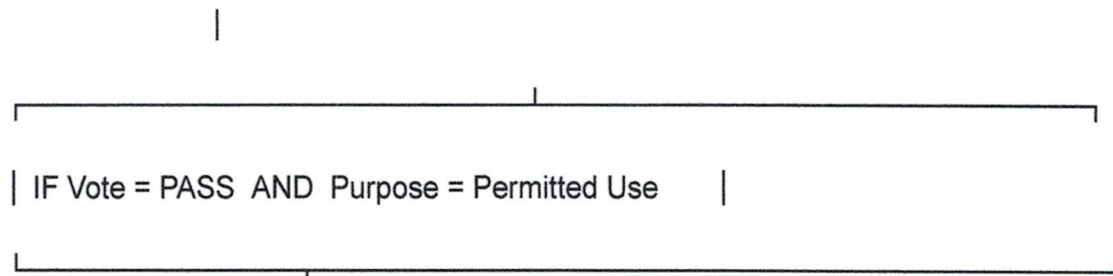 | IF Vote = PASS AND Purpose = Permitted Use |